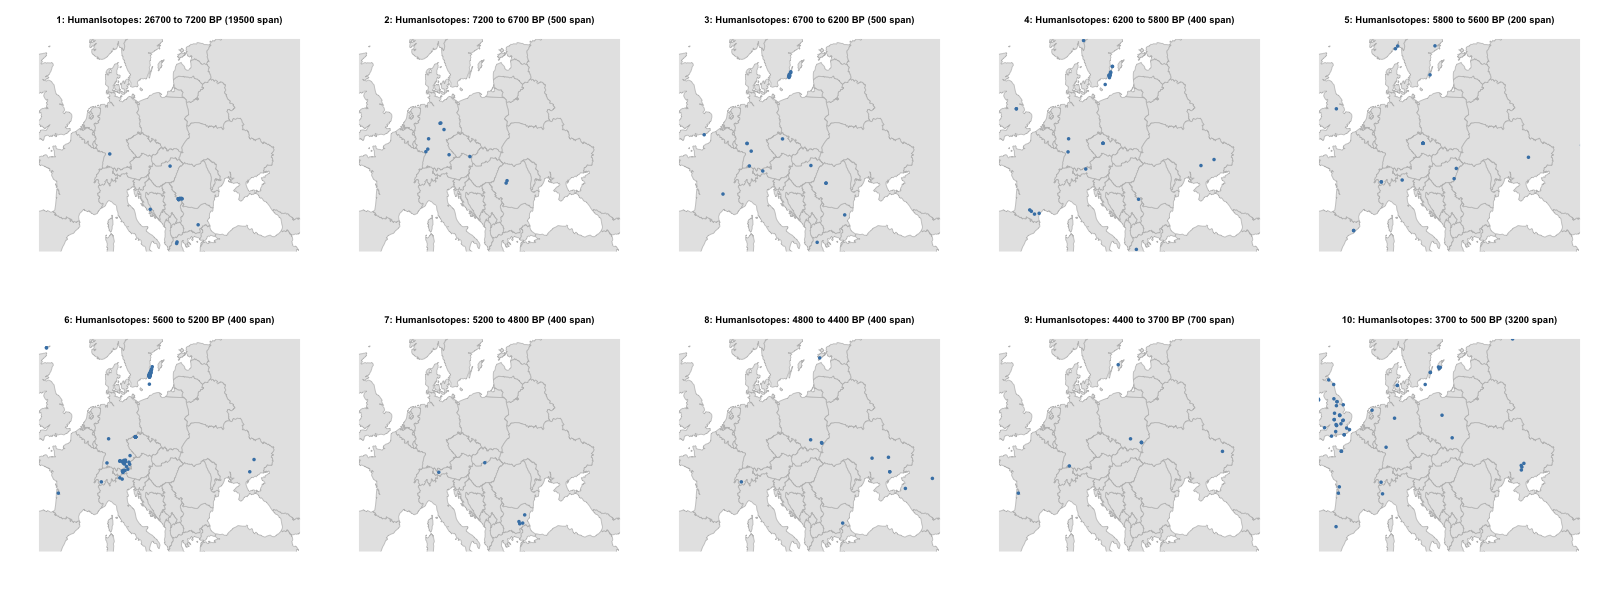 1: HumanIsotopes: 26700 to 7200 BP (19500 span)
2: HumanIsotopes: 7200 to 6700 BP (500 span)
3: HumanIsotopes: 6700 to 6200 BP (500 span)
4: HumanIsotopes: 6200 to 5800 BP (400 span)
5: HumanIsotopes: 5800 to 5600 BP (200 span)
6: HumanIsotopes: 5600 to 5200 BP (400 span)
7: HumanIsotopes: 5200 to 4800 BP (400 span)
8: HumanIsotopes: 4800 to 4400 BP (400 span)
9: HumanIsotopes: 4400 to 3700 BP (700 span)
10: HumanIsotopes: 3700 to 500 BP (3200 span)